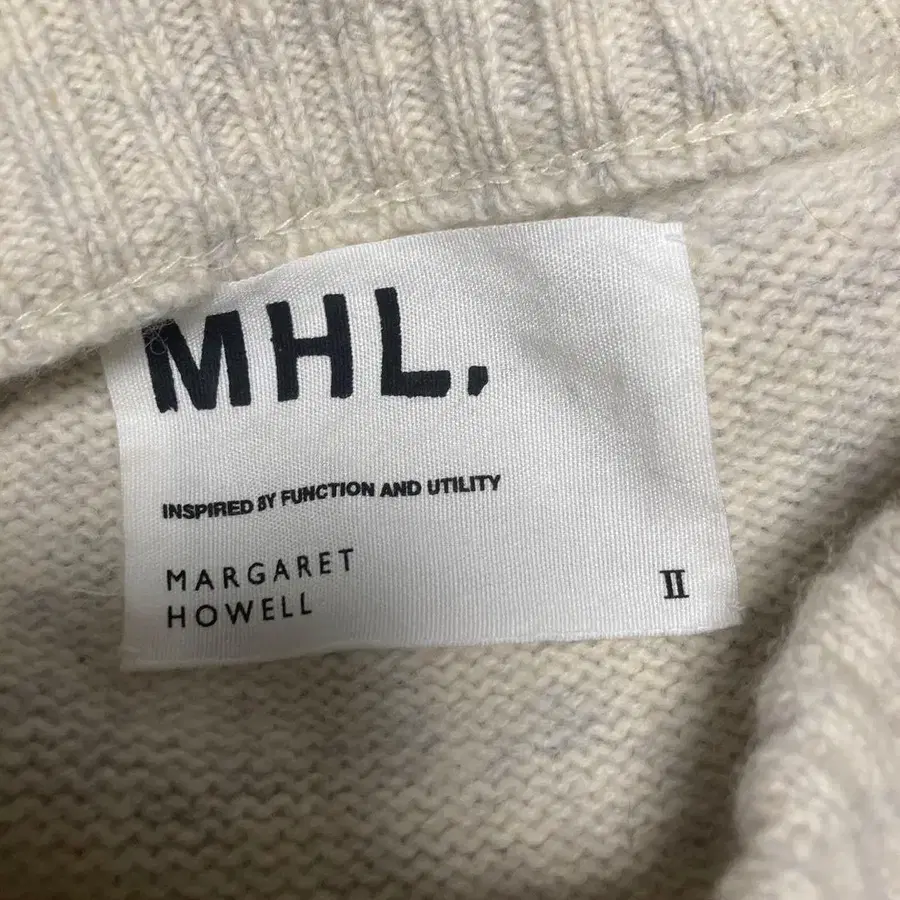 MHL.
INSPIRED BY FUNCTION AND UTILITY
MARGARET
HOWELL
II